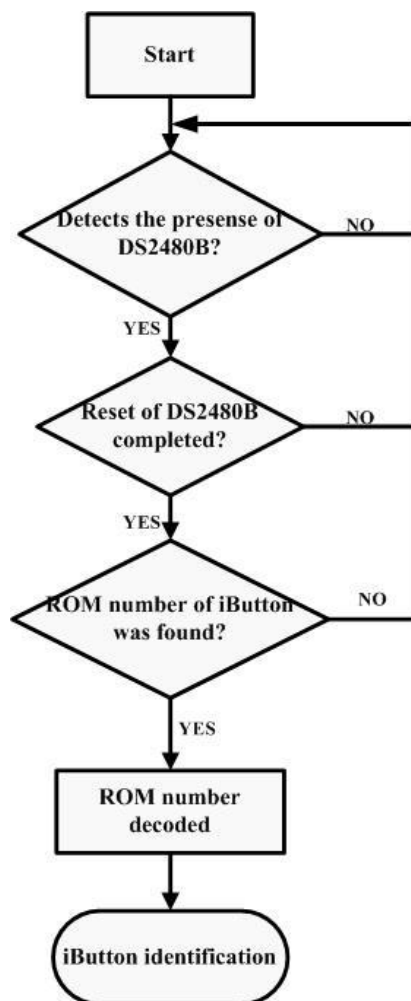 Start
Detects the presense of
DS2480B?
NO
YES
Reset of DS2480B
completed?
NO
YES
ROM number of iButton
was found?
NO
YES
ROM number
decoded
iButton identification